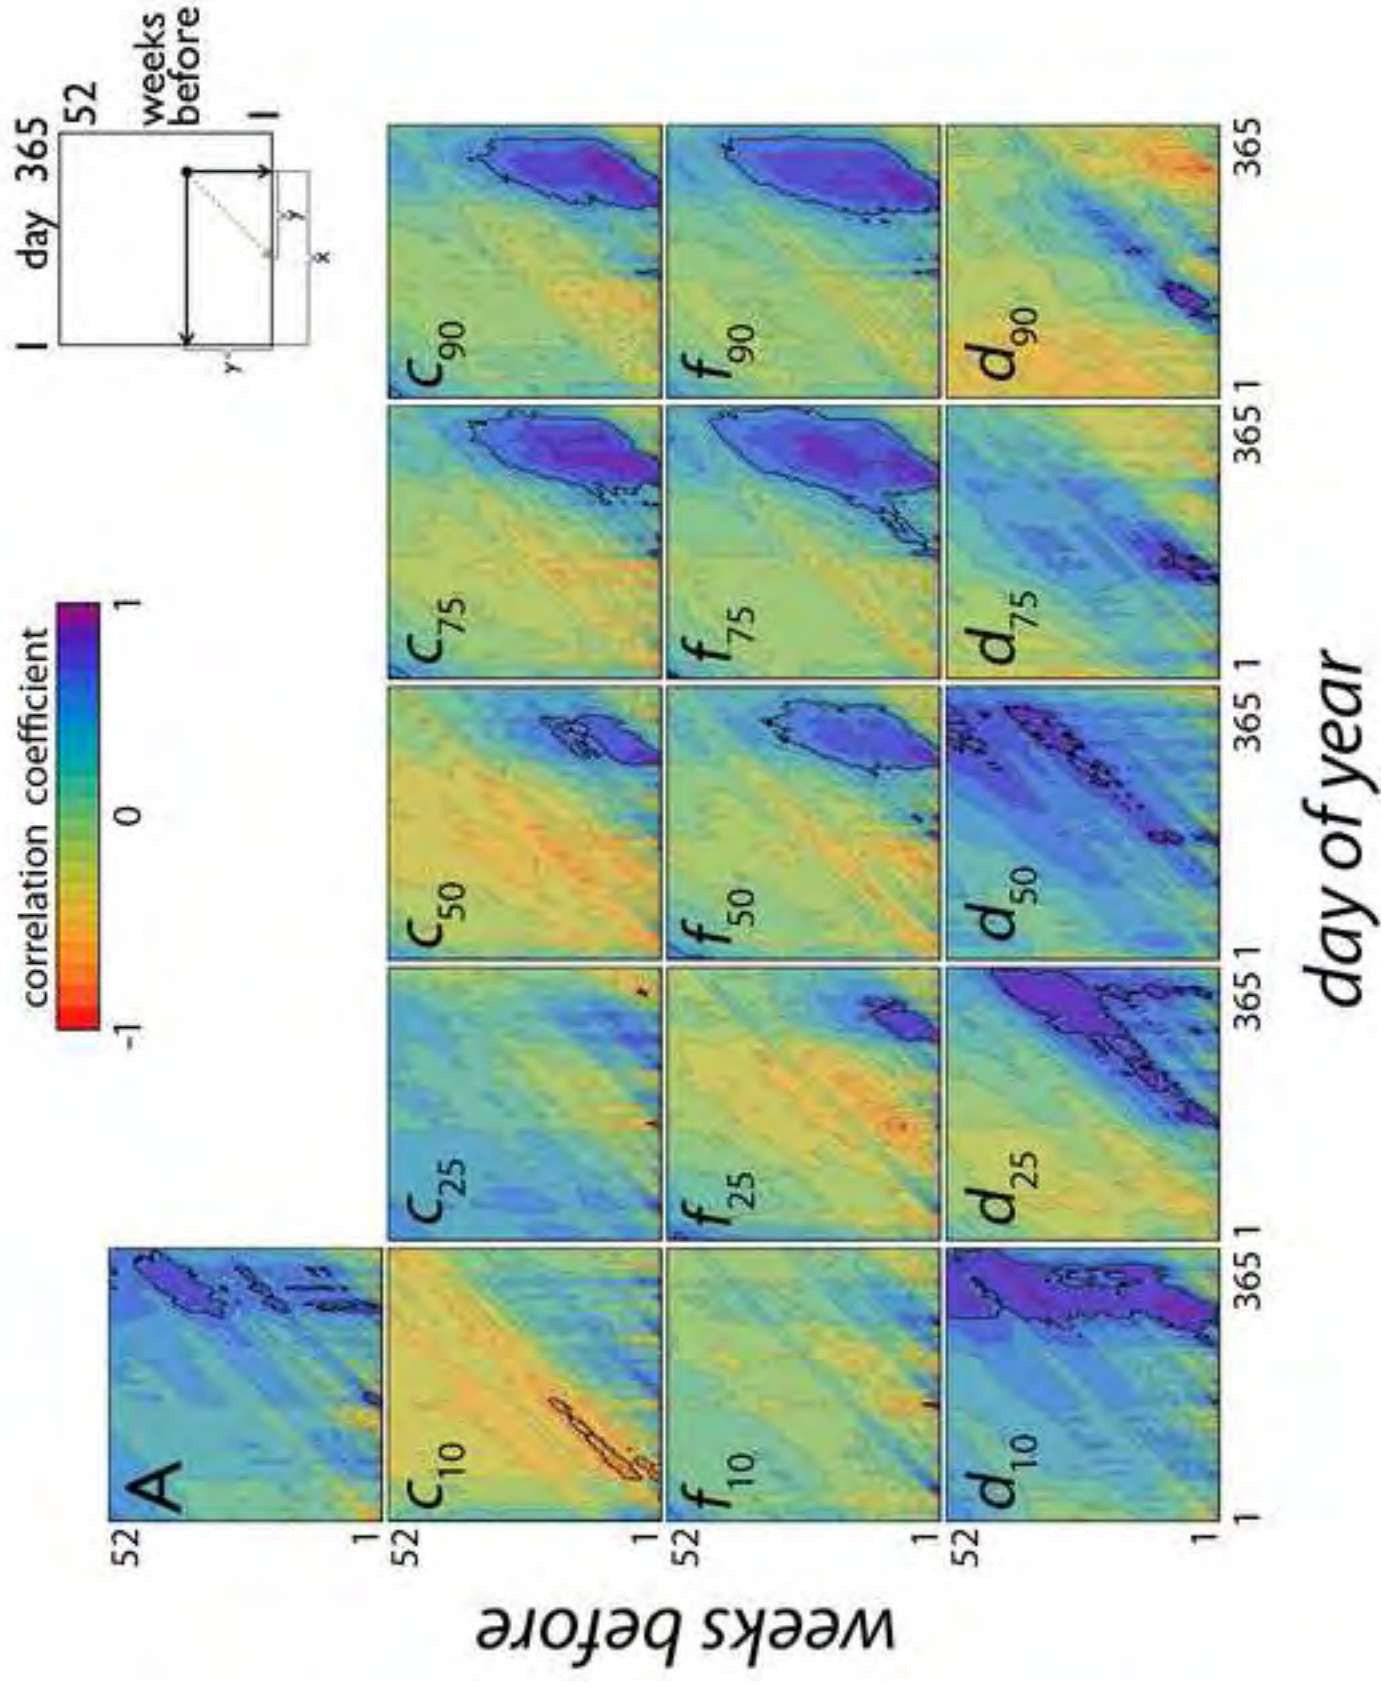 correlation coefficient
-1
0
1
1 day 365
52
weeks
before
1
y*
ŷ
x̂
A
52
1
c10
c25
c50
c75
c90
52
1
f10
f25
f50
f75
f90
52
1
d10
d25
d50
d75
d90
1
365
1
365
1
365
1
365
1
365
weeks before
day of year